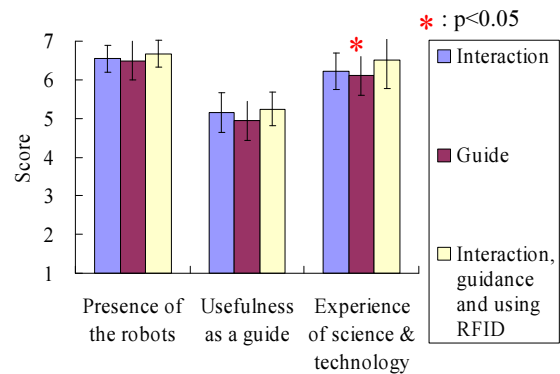 * : p<0.05
7
6
5
4
3
2
1
Score
*
Presence of
the robots
Usefulness
as a guide
Experience
of science &
technology
Interaction
Guide
Interaction,
guidance
and using
RFID